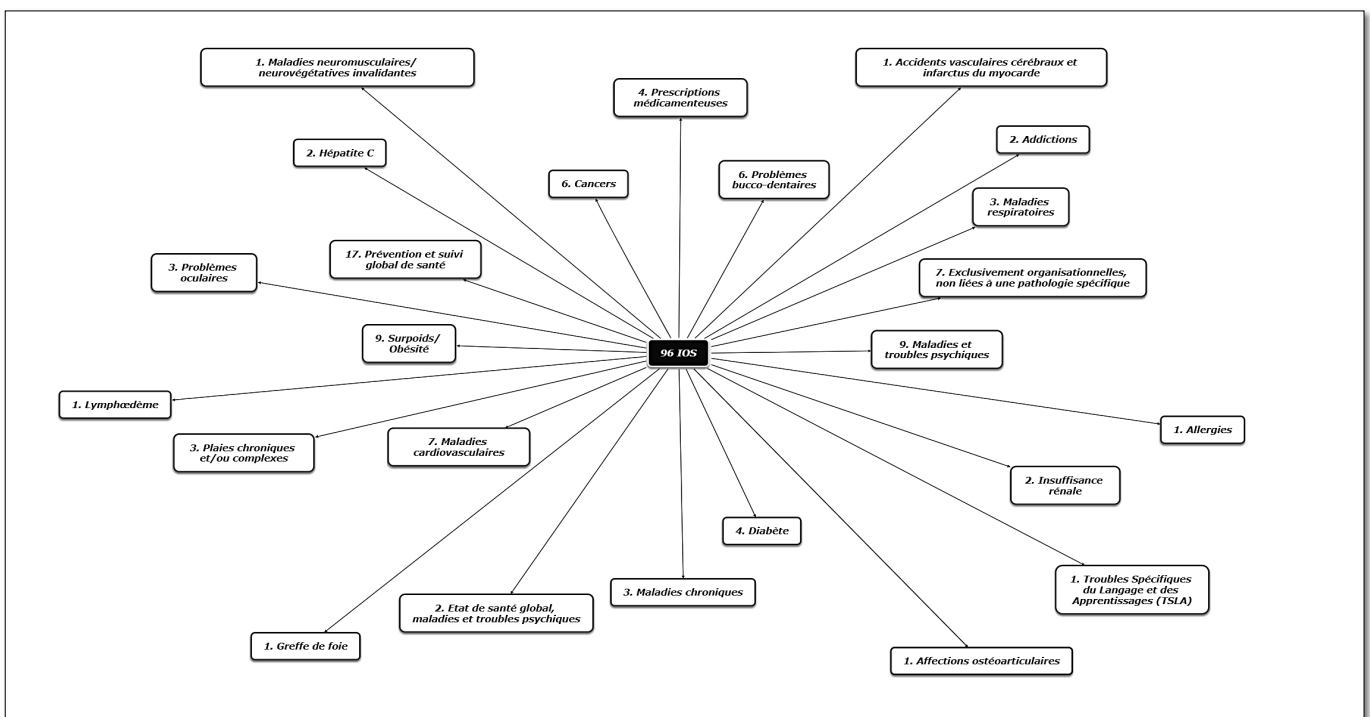 1. Maladies neuromusculaires/
neurovégétatives invalidantes
1. Accidents vasculaires cérébraux et
infarctus du myocarde
4. Prescriptions
médicamenteuses
2. Addictions
2. Hépatite C
6. Cancers
6. Problèmes
bucco-dentaires
3. Maladies
respiratoires
17. Prévention et suivi
global de santé
3. Problèmes
oculaires
7. Exclusivement organisationnelles,
non liées à une pathologie spécifique
9. Surpoids/
Obésité
96 IOS
9. Maladies et
troubles psychiques
1. Lymphœdème
1. Allergies
3. Plaies chroniques
et/ou complexes
7. Maladies
cardiovasculaires
2. Insuffisance
rénale
4. Diabète
1. Troubles Spécifiques
du Langage et des
Apprentissages (TSLA)
3. Maladies chroniques
2. Etat de santé global,
maladies et troubles psychiques
1. Greffe de foie
1. Affections ostéoarticulaires